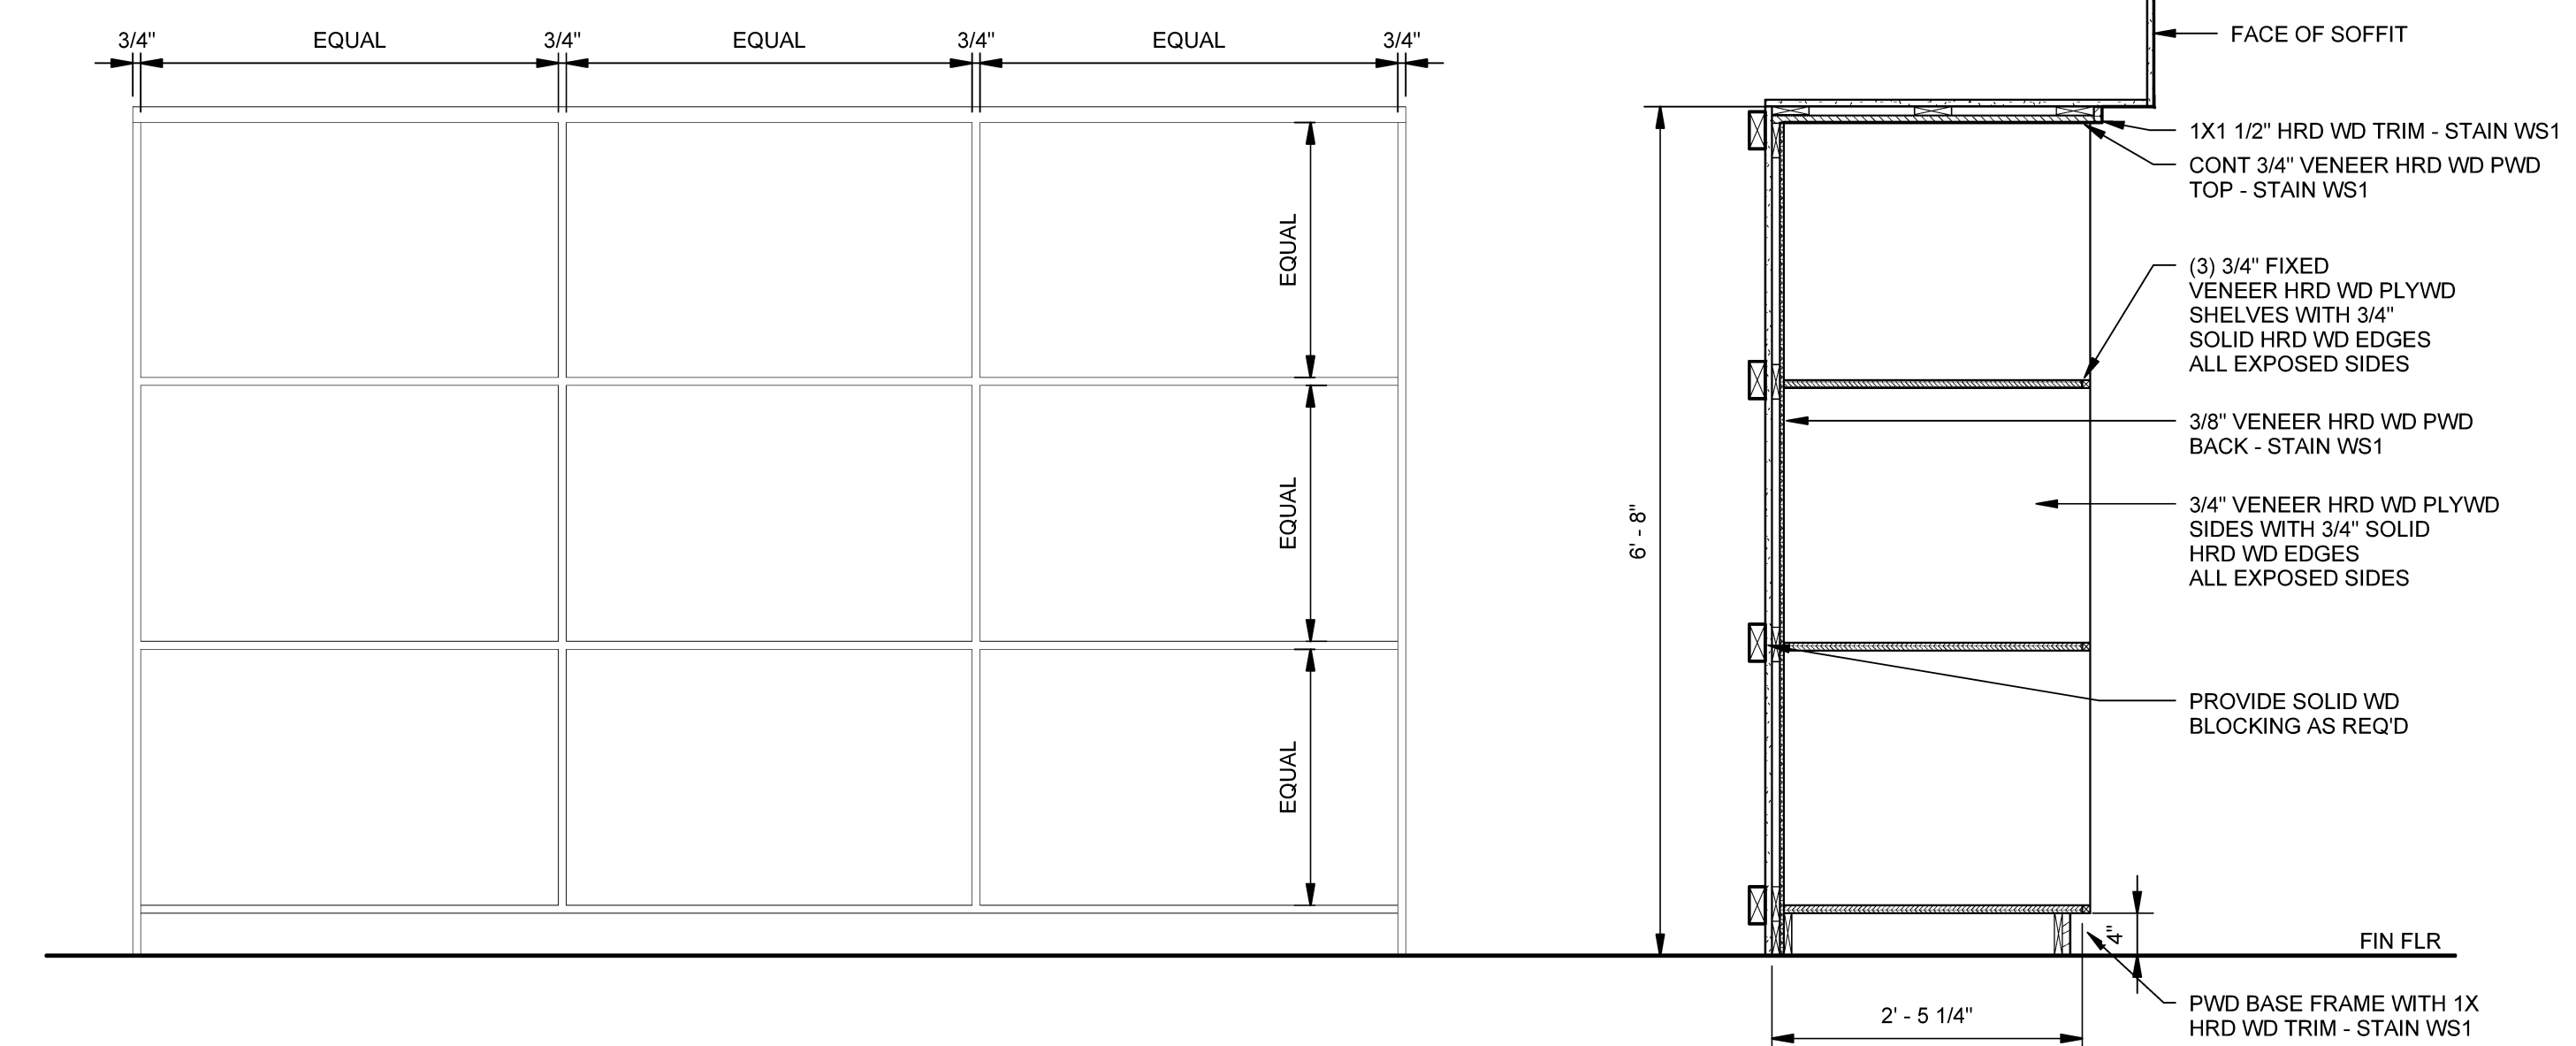 3/4" EQUAL 3/4" EQUAL 3/4" EQUAL 3/4"
EQUAL
EQUAL
EQUAL
6' - 8"
FACE OF SOFFIT
1X1 1/2" HRD WD TRIM - STAIN WS1
CONT 3/4" VENEER HRD WD PWD
TOP - STAIN WS1
(3) 3/4" FIXED
VENEER HRD WD PLYWD
SHELVES WITH 3/4"
SOLID HRD WD EDGES
ALL EXPOSED SIDES
3/8" VENEER HRD WD PWD
BACK - STAIN WS1
3/4" VENEER HRD WD PLYWD
SIDES WITH 3/4" SOLID
HRD WD EDGES
ALL EXPOSED SIDES
PROVIDE SOLID WD
BLOCKING AS REQ'D
4"
FIN FLR
2' - 5 1/4"
PWD BASE FRAME WITH 1X
HRD WD TRIM - STAIN WS1